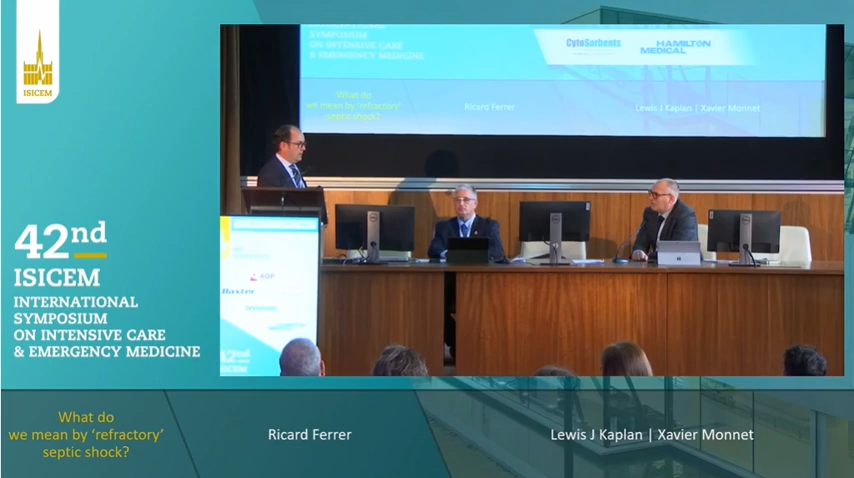 ISICEM
42nd
ISICEM
INTERNATIONAL
SYMPOSIUM
ON INTENSIVE CARE
& EMERGENCY MEDICINE
INTERNATIONAL
SYMPOSIUM
ON INTENSIVE CARE
& EMERGENCY MEDICINE
CytoSorbents
HAMILTON
MEDICAL
What do
we mean by 'refractory'
septic shock?
Ricard Ferrer
Lewis J Kaplan | Xavier Monnet
AOP
Baxter
42nd
ISICEM
What do
we mean by ‘refractory’
septic shock?
Ricard Ferrer
Lewis J Kaplan | Xavier Monnet